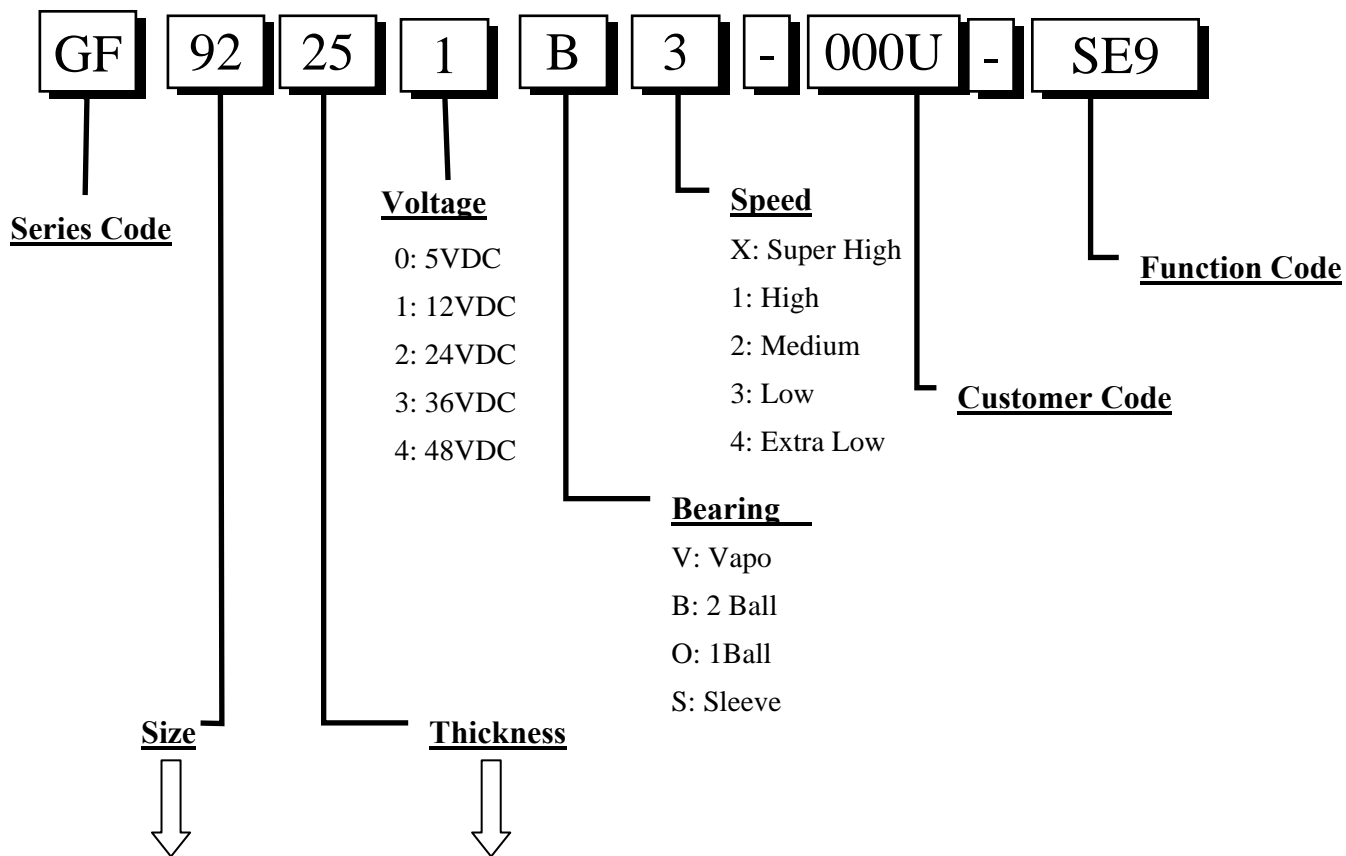 GF 92 25 1 B 3 - 000U - SE9
Series Code
Voltage
0: 5VDC
1: 12VDC
2: 24VDC
3: 36VDC
4: 48VDC
Speed
X: Super High
1: High
2: Medium
3: Low
4: Extra Low
Function Code
Customer Code
Bearing
V: Vapo
B: 2 Ball
O: 1Ball
S: Sleeve
Size
Thickness